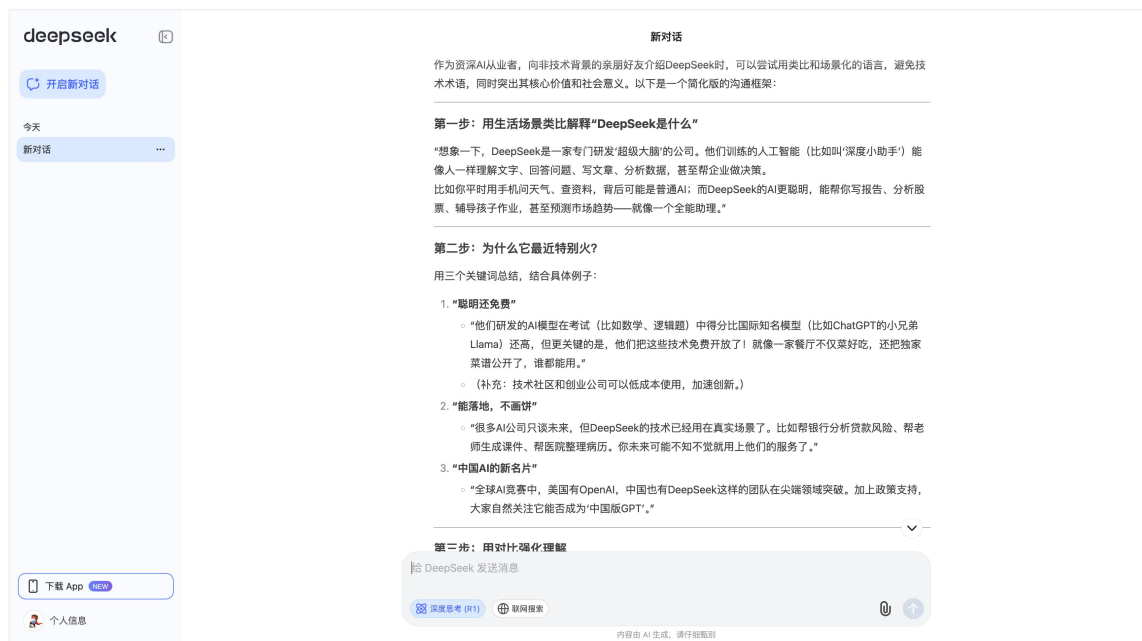 deepseek
开启新对话
今天
新对话
新对话
作为资深AI从业者，向非技术背景的亲朋好友介绍DeepSeek时，可以尝试用类比和场景化的语言，避免技
术术语，同时突出其核心价值和社会意义。以下是一个简化版的沟通框架：
第一步：用生活场景类比解释“DeepSeek是什么”
“想象一下，DeepSeek是一家专门研发‘超级大脑’的公司。他们训练的人工智能（比如叫‘深度小助手’）能
像人一样理解文字、回答问题、写文章、分析数据，甚至帮企业做决策。
比如你平时用手机问天气、查资料，背后可能是普通AI；而DeepSeek的AI更聪明，能帮你写报告、分析股
票、辅导孩子作业，甚至预测市场趋势——就像一个全能助理。”
第二步：为什么它最近特别火？
用三个关键词总结，结合具体例子：
1. “聪明还免费”
“他们研发的AI模型在考试（比如数学、逻辑题）中得分比国际知名模型（比如ChatGPT的小兄弟
Llama）还高，但更关键的是，他们把这些技术免费开放了！就像一家餐厅不仅菜好吃，还把独家
菜谱公开了，谁都能用。”
（补充：技术社区和创业公司可以低成本使用，加速创新。）
2. “能落地，不画饼”
“很多AI公司只谈未来，但DeepSeek的技术已经用在真实场景了。比如帮银行分析贷款风险、帮老
师生成课件、帮医院整理病历。你未来可能不知不觉就用上他们的服务了。”
3. “中国AI的新名片”
“全球AI竞赛中，美国有OpenAI，中国也有DeepSeek这样的团队在尖端领域突破。加上政策支持，
大家自然关注它能否成为‘中国版GPT’。”
第三步：用对比强化理解
给 DeepSeek 发送消息
深度思考 (R1)
联网搜索
下载 App NEW
个人信息
内容由 AI 生成，请仔细甄别